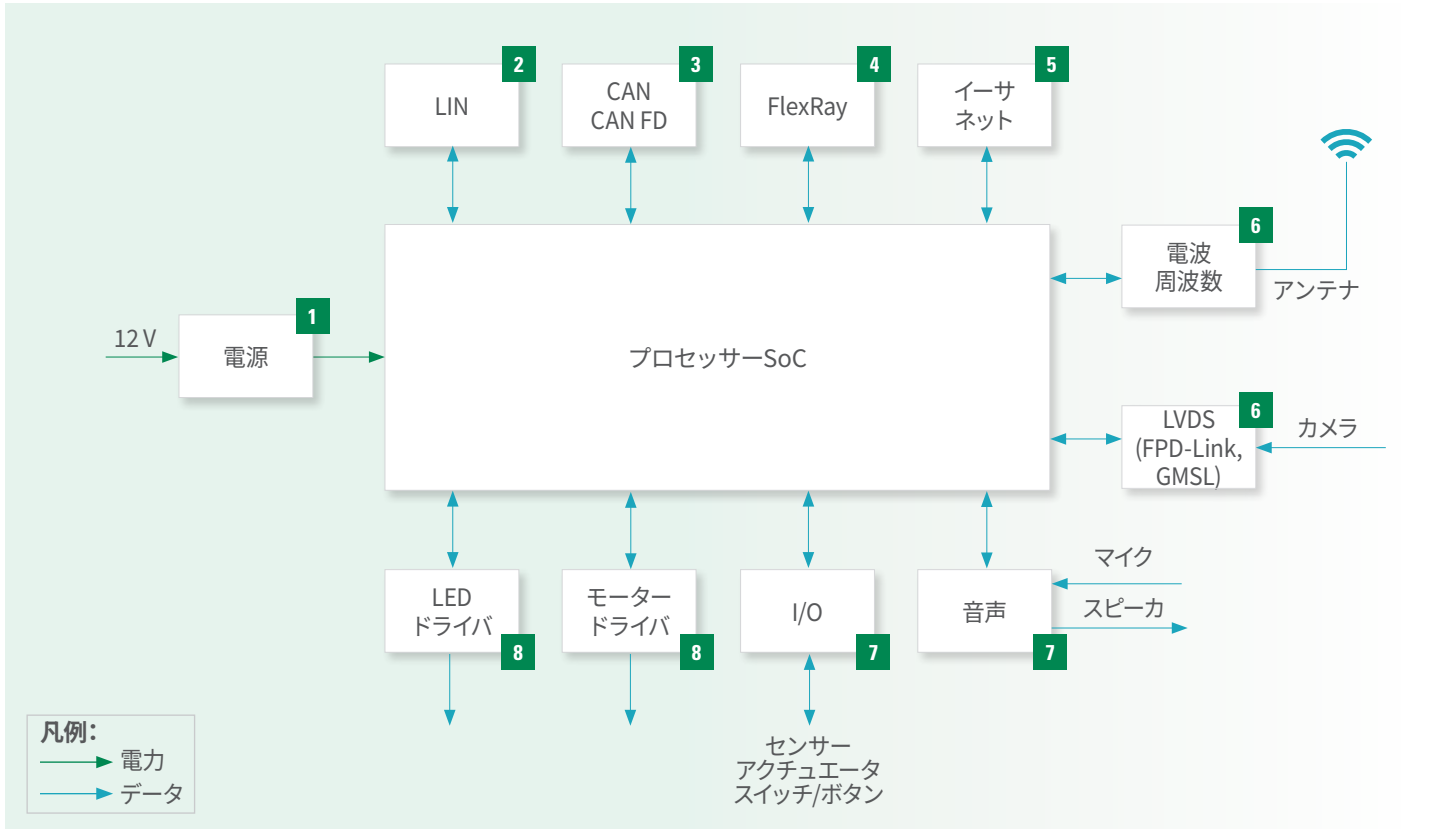 2
3
4
5
LIN
CAN
CAN FD
FlexRay
イーサ
ネット
6
電波
周波数
アンテナ
1
12 V
電源
プロセッサーSoC
6
LVDS
(FPD-Link,
GMSL)
カメラ
マイク
スピーカ
LED
ドライバ
8
モーター
ドライバ
8
I/O
7
音声
7
センサー
アクチュエータ
スイッチ/ボタン
凡例:
電力
データ